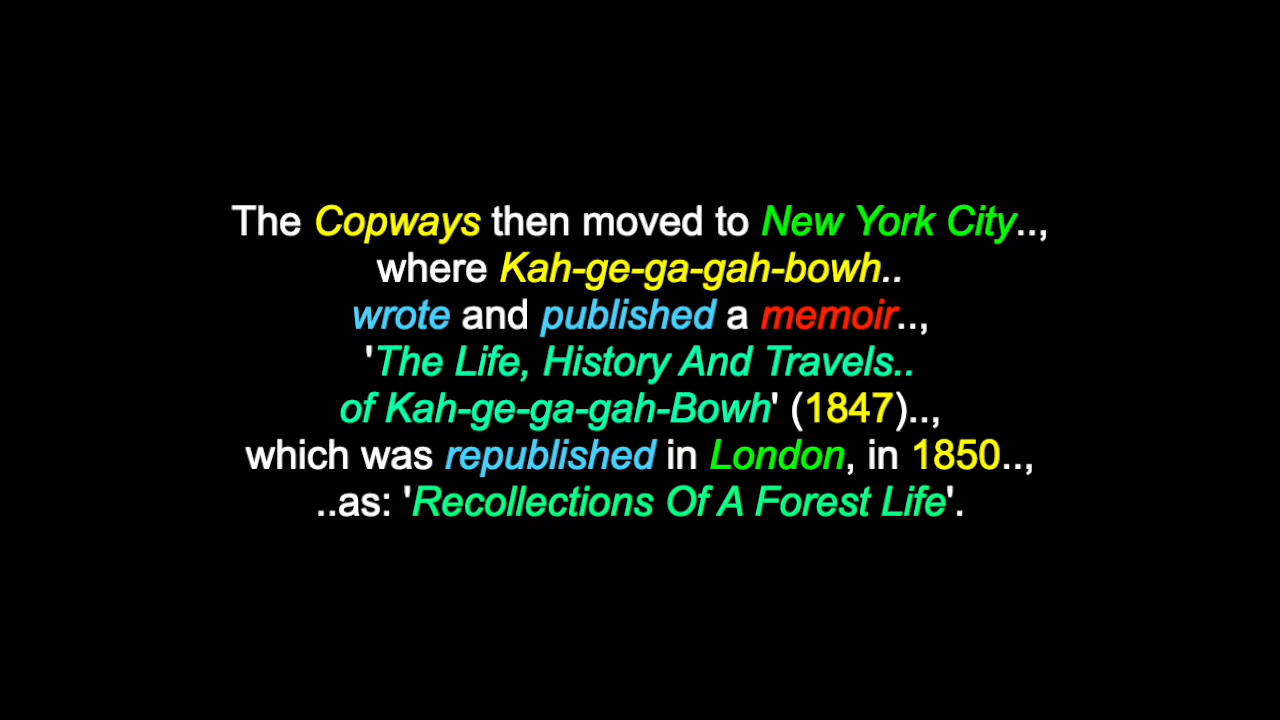 The Copways then moved to New York City..,
where Kah-ge-ga-gah-bowh..
wrote and published a memoir..,
'The Life, History And Travels..
of Kah-ge-ga-gah-Bowh' (1847)..,
which was republished in London, in 1850..,
..as: 'Recollections Of A Forest Life'.